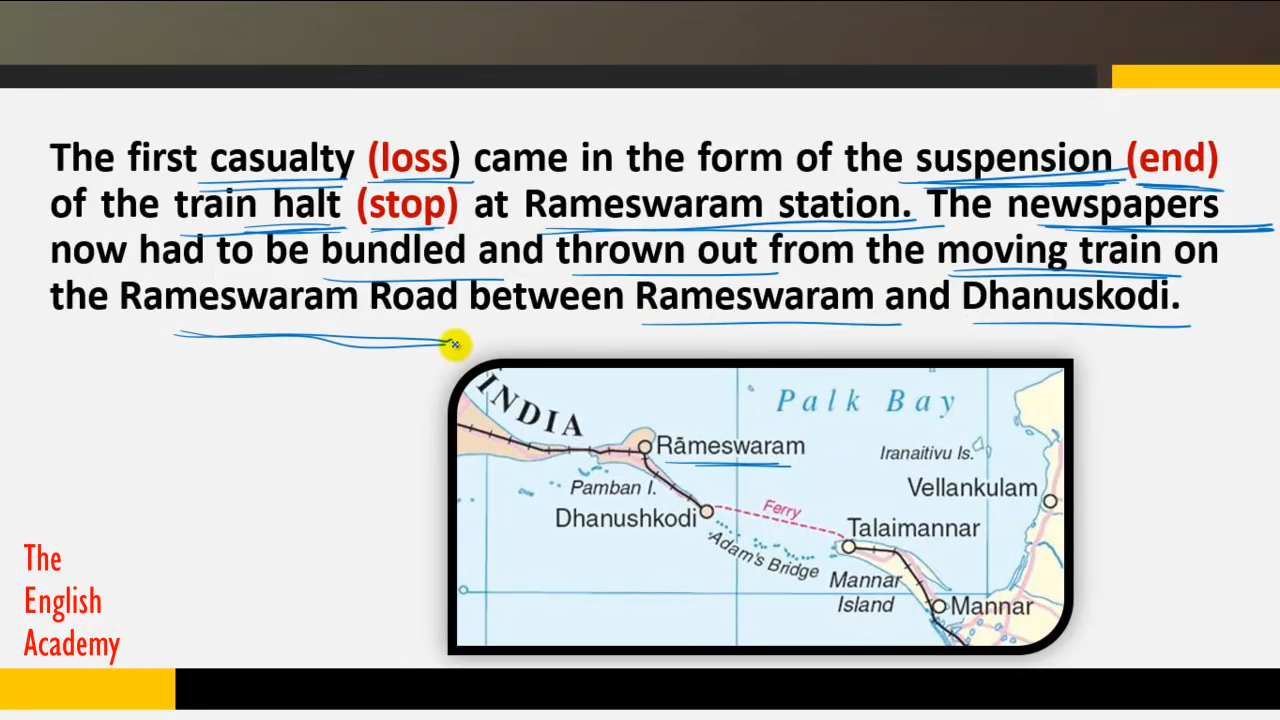 The first casualty (loss) came in the form of the suspension (end)
of the train halt (stop) at Rameswaram station. The newspapers
now had to be bundled and thrown out from the moving train on
the Rameswaram Road between Rameswaram and Dhanuskodi.
INDIA
Palk Bay
Rāmeswaram
Iranaitivu Is.
Pamban I.
Vellankulam
Dhanushkodi
Ferry
Talaimannar
Adam's Bridge
Mannar
Island
Mannar
The
English
Academy